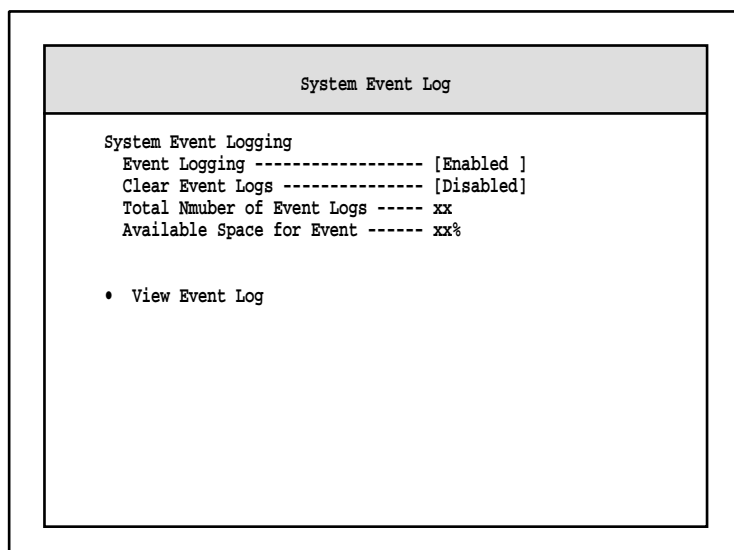 System Event Log
System Event Logging
Event Logging ------------------ [Enabled ]
Clear Event Logs --------------- [Disabled]
Total Nmuber of Event Logs ----- xx
Available Space for Event ------ xx%
• View Event Log